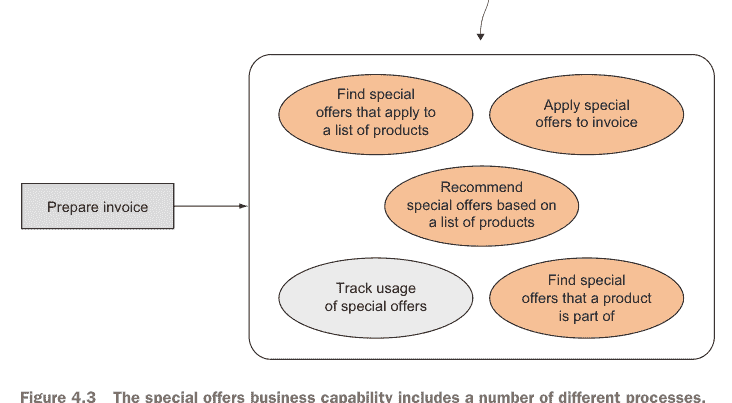 Find special
offers that apply to
a list of products
Apply special
offers to invoice
Prepare invoice
Recommend
special offers based on
a list of products
Track usage
of special offers
Find special
offers that a product
is part of
Figure 4.3 The special offers business capability includes a number of different processes.